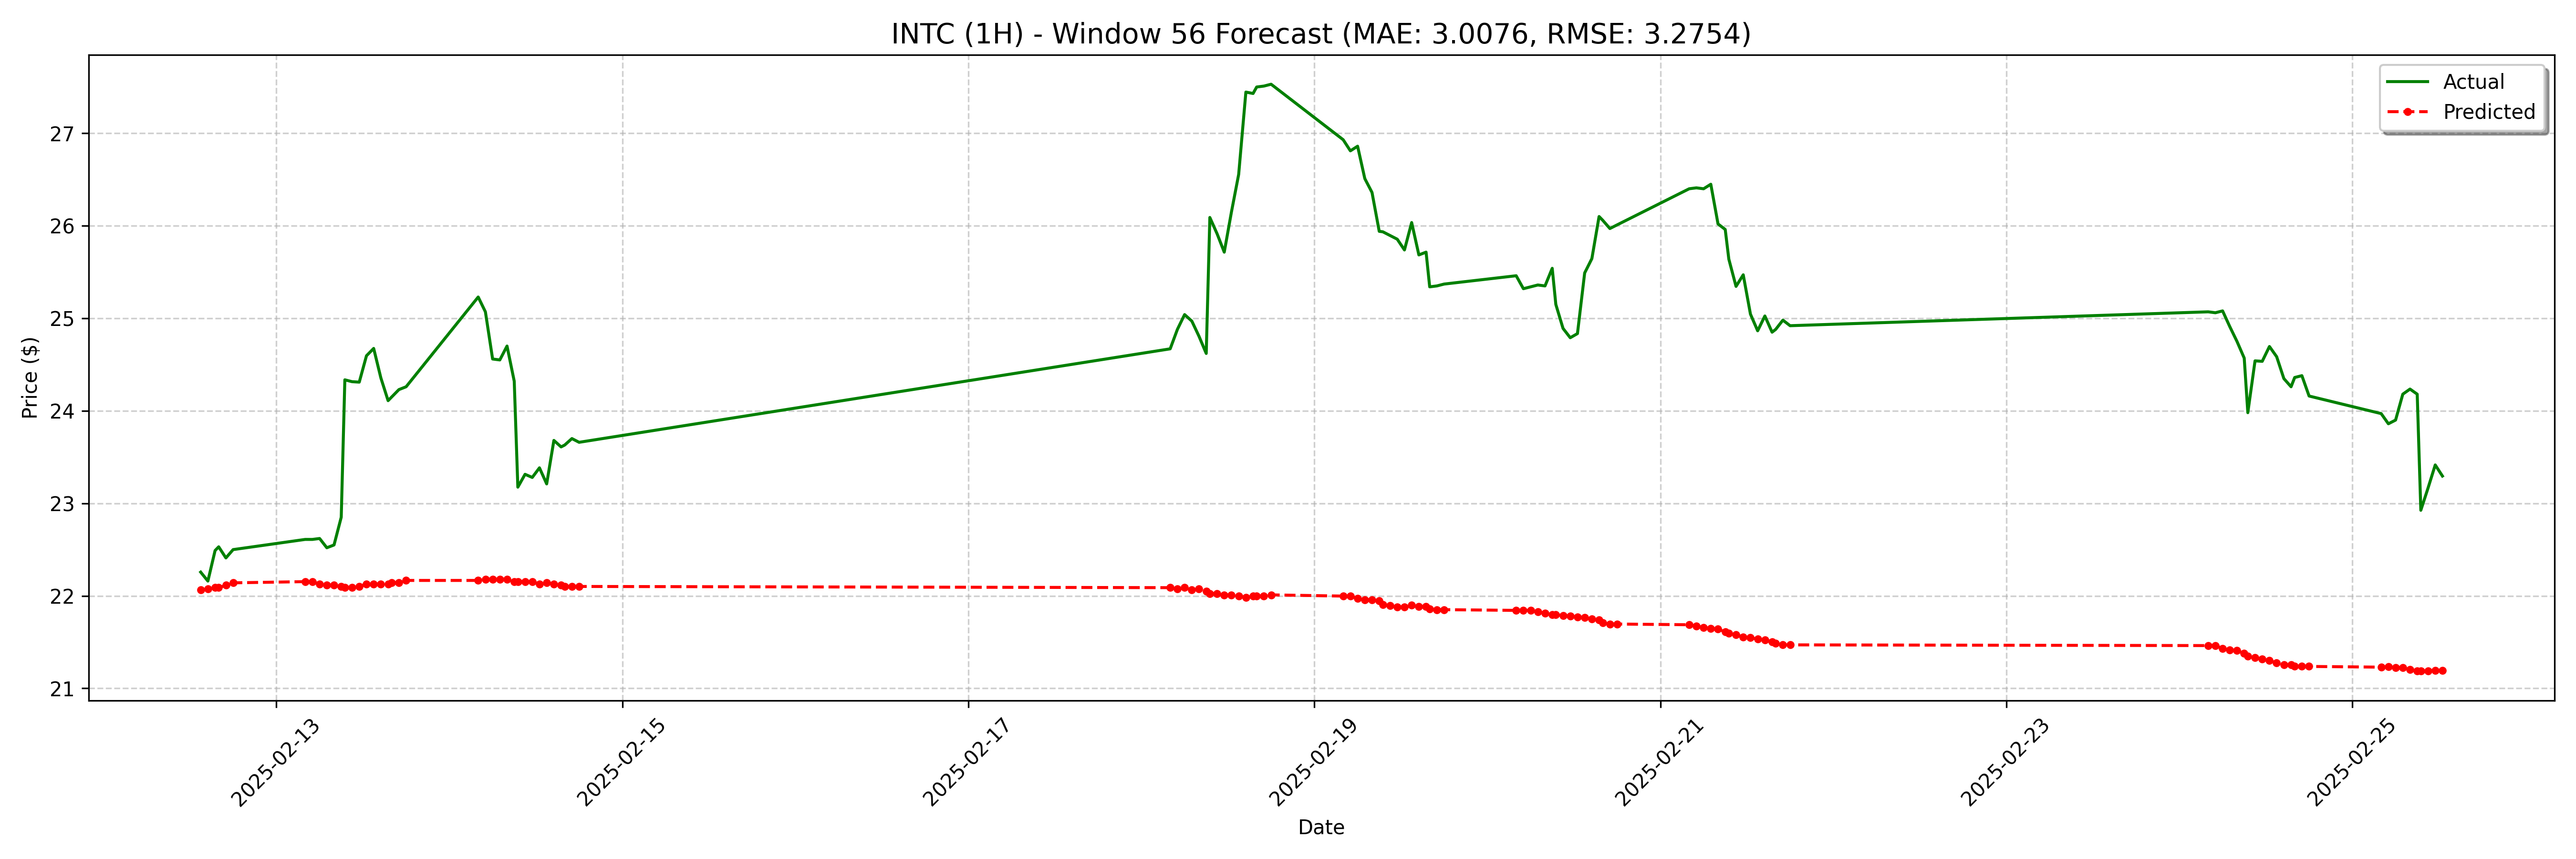 INTC (1H) - Window 56 Forecast (MAE: 3.0076, RMSE: 3.2754)
Actual
Predicted
Price ($)
27
26
25
24
23
22
21
2025-02-13
2025-02-15
2025-02-17
2025-02-19
2025-02-21
2025-02-23
2025-02-25
Date